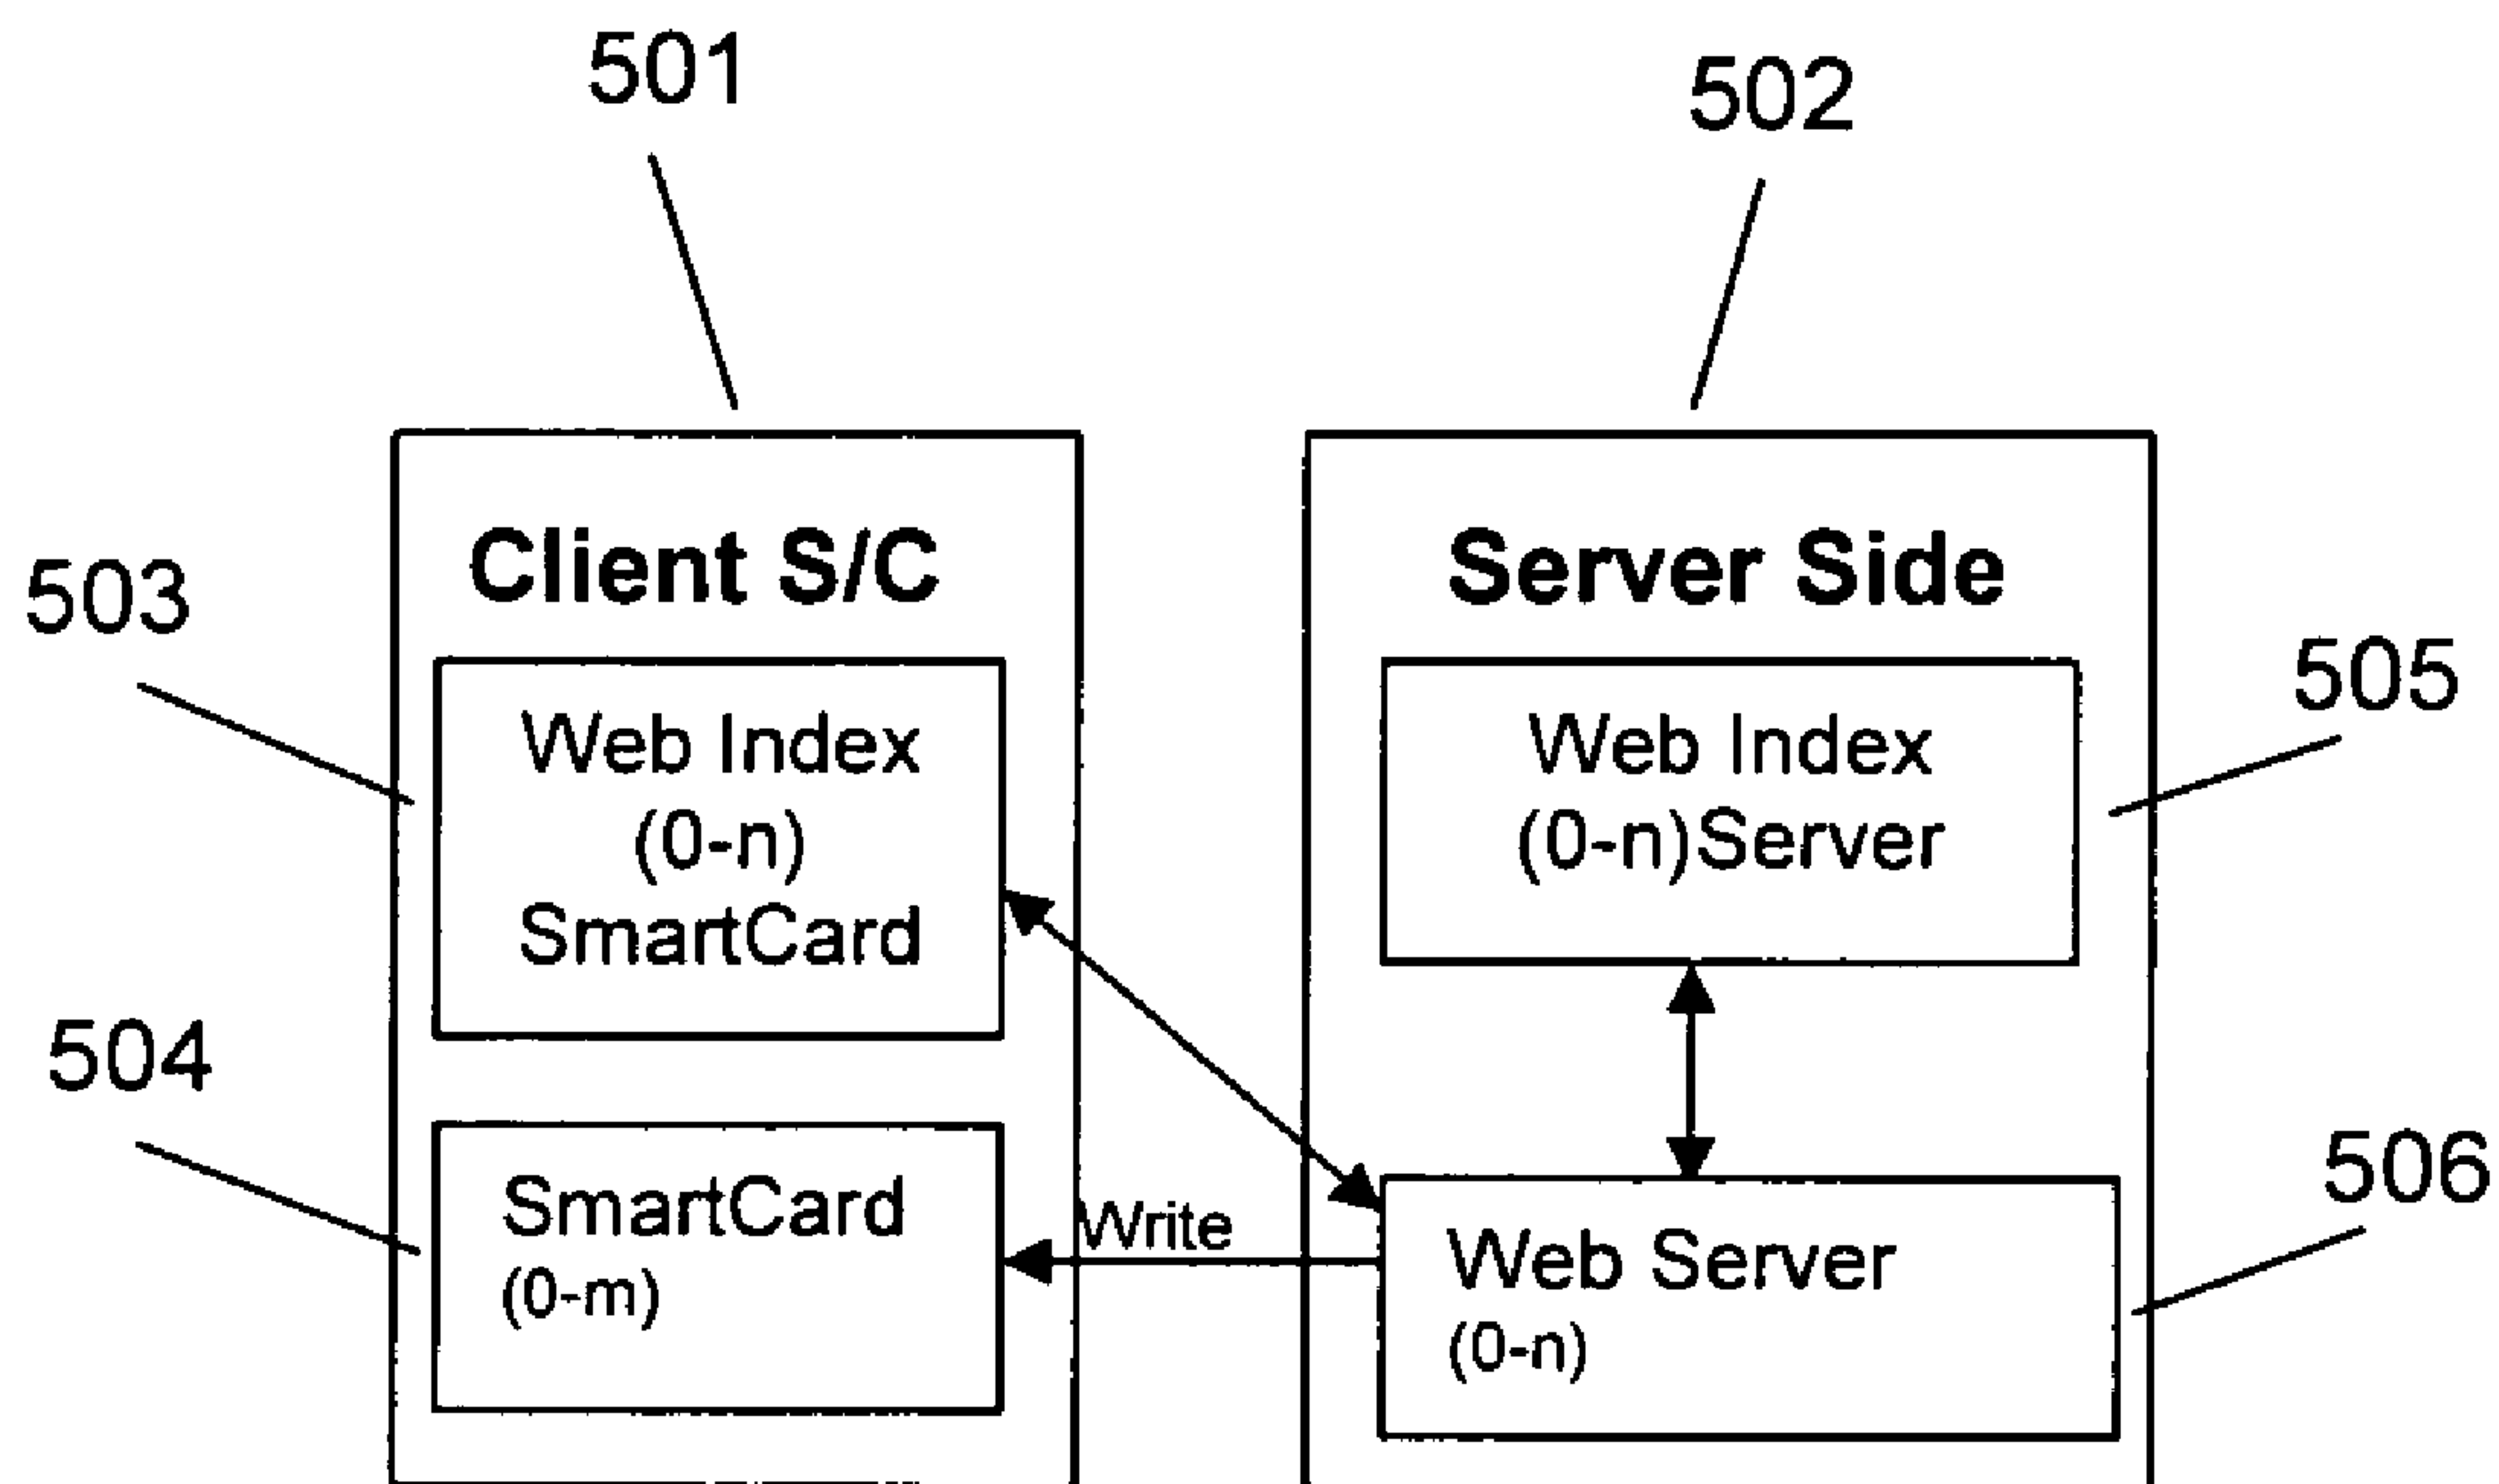 501
502
Client S/C
Server Side
503
Web Index
(0-n)
SmartCard
Web Index
(0-n)Server
505
504
SmartCard
(0-m)
Write
Web Server
(0-n)
506